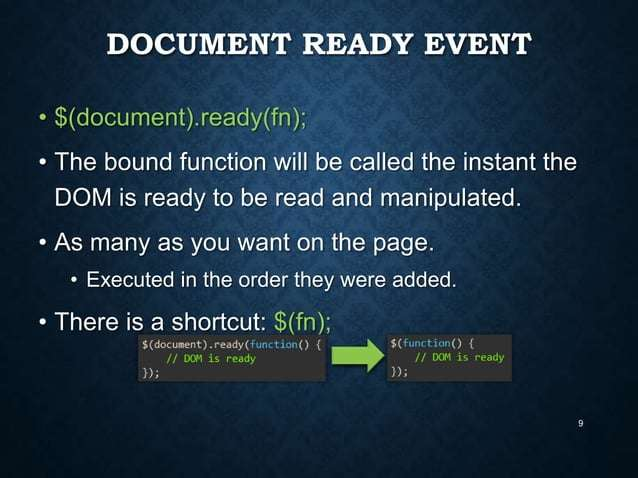 DOCUMENT READY EVENT
• $(document).ready(fn);
• The bound function will be called the instant the
DOM is ready to be read and manipulated.
• As many as you want on the page.
• Executed in the order they were added.
• There is a shortcut: $(fn);
$(document).ready(function() {
// DOM is ready
});
$(function() {
// DOM is ready
});
9